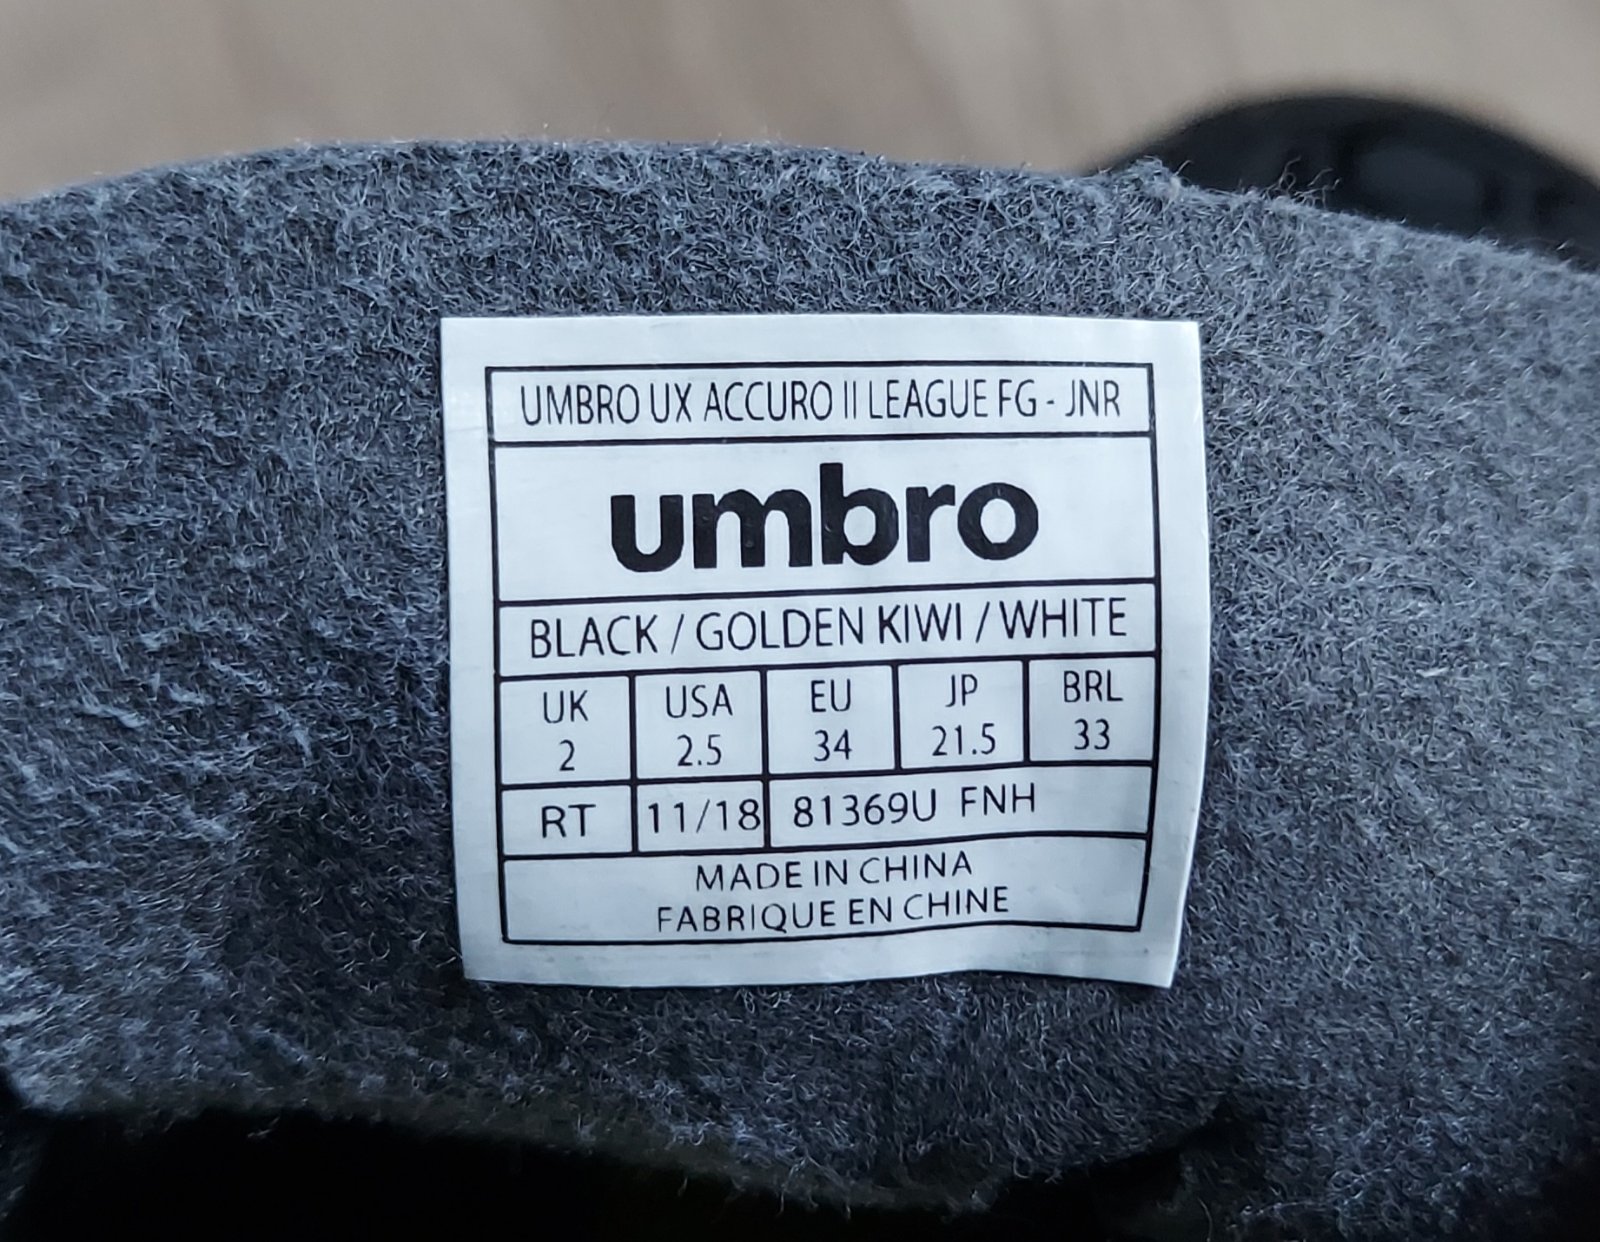 UMBRO UX ACCURO II LEAGUE FG - JNR
umbro
BLACK / GOLDEN KIWI / WHITE
UK USA EU JP BRL
2 2.5 34 21.5 33
RT 11/18 81369U FNH
MADE IN CHINA
FABRIQUE EN CHINE